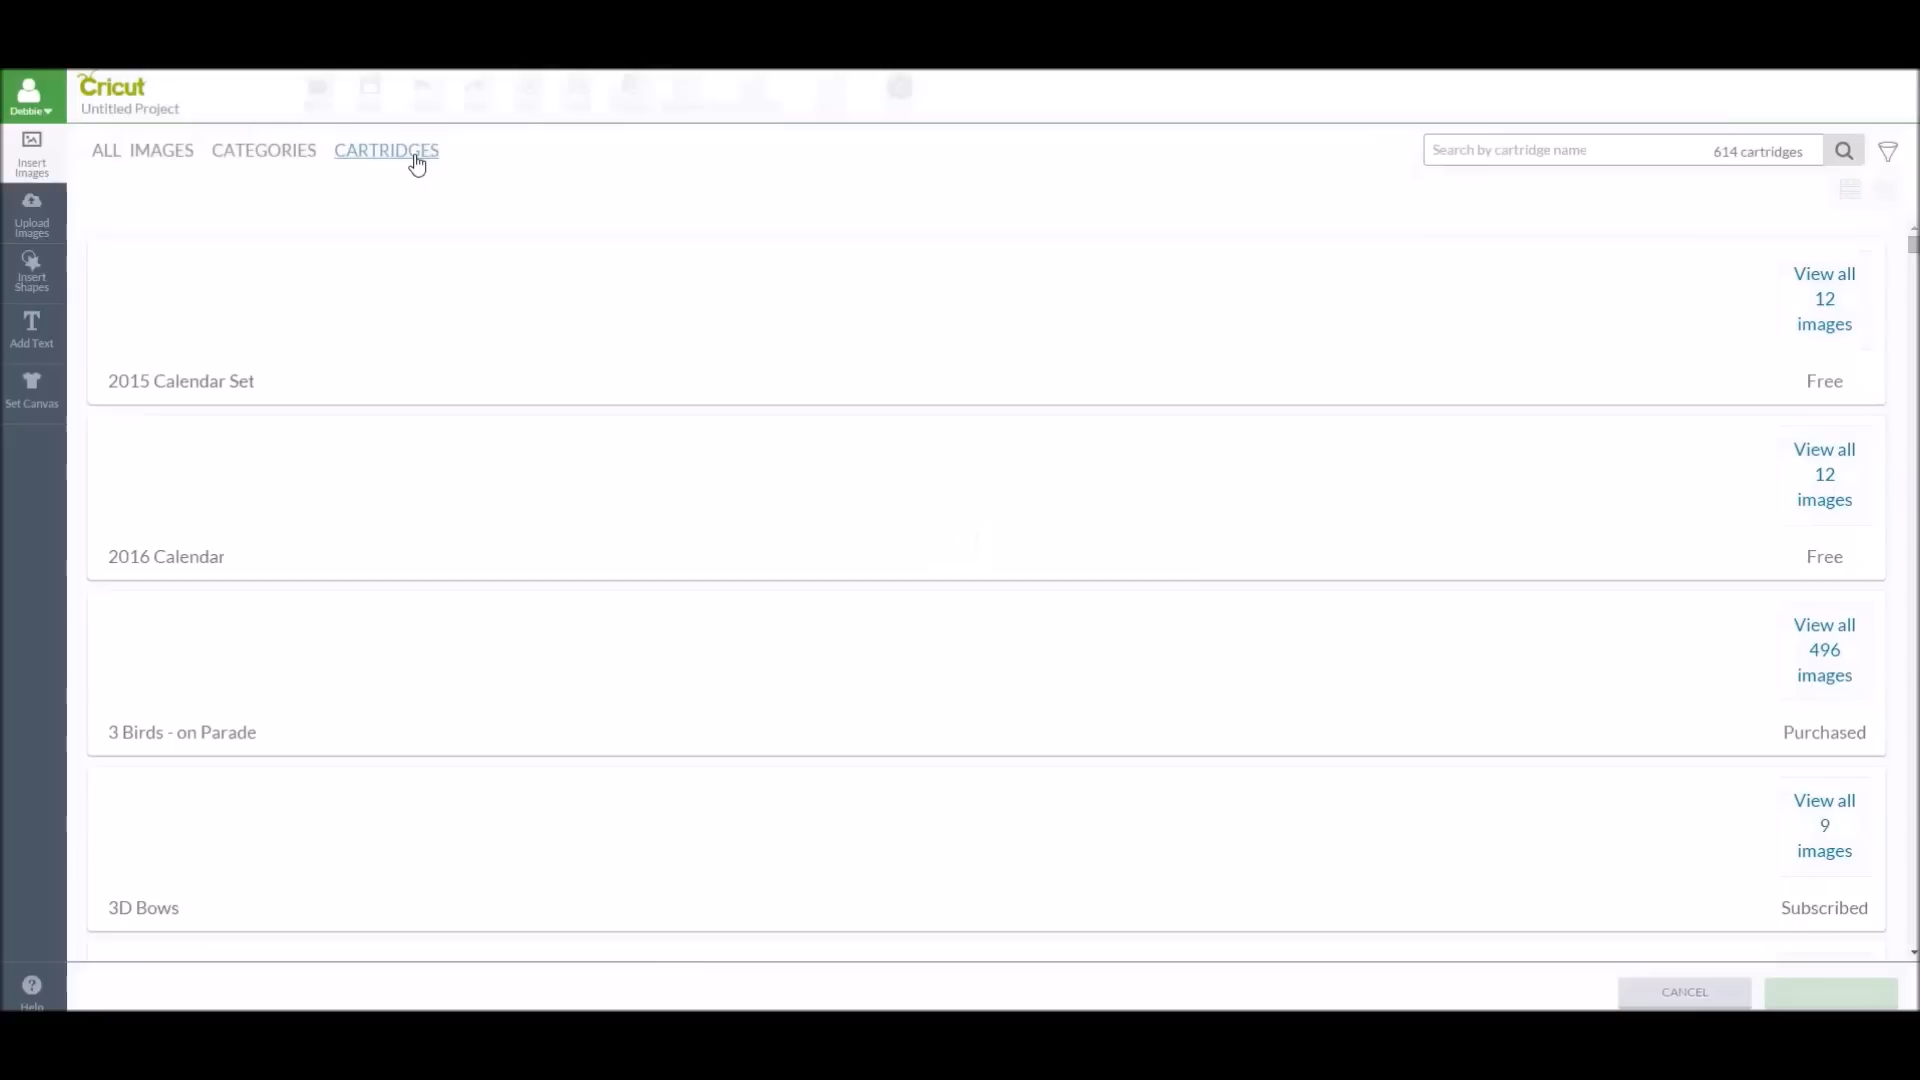 Cricut
Debbie
Untitled Project
Insert
Images
Upload
Images
Insert
Shapes
Add Text
Set Canvas
Help
ALL IMAGES CATEGORIES CARTRIDGES
Search by cartridge name 614 cartridges
View all
12
images
2015 Calendar Set Free
View all
12
images
2016 Calendar Free
View all
496
images
3 Birds - on Parade Purchased
View all
9
images
3D Bows Subscribed
CANCEL